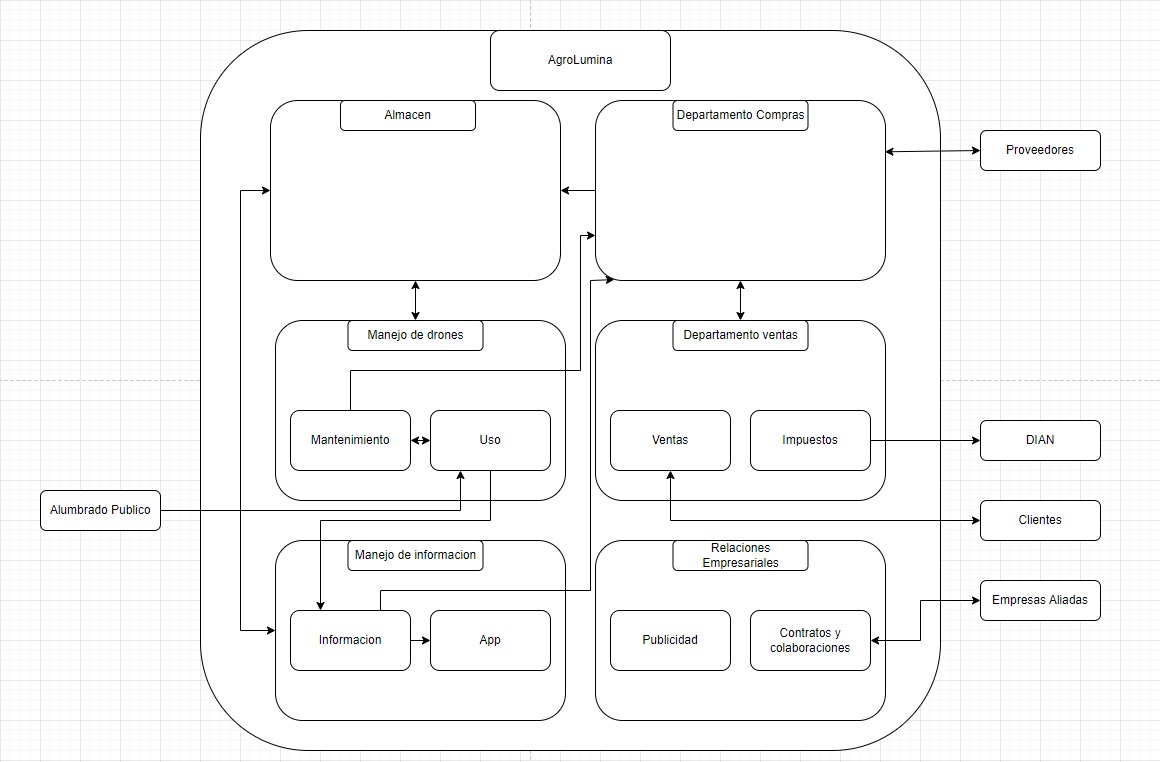 AgroLumina
Almacen
Departamento Compras
Proveedores
Manejo de drones
Departamento ventas
Mantenimiento
Uso
Ventas
Impuestos
DIAN
Alumbrado Publico
Clientes
Manejo de informacion
Relaciones
Empresariales
Empresas Aliadas
Informacion
App
Publicidad
Contratos y
colaboraciones